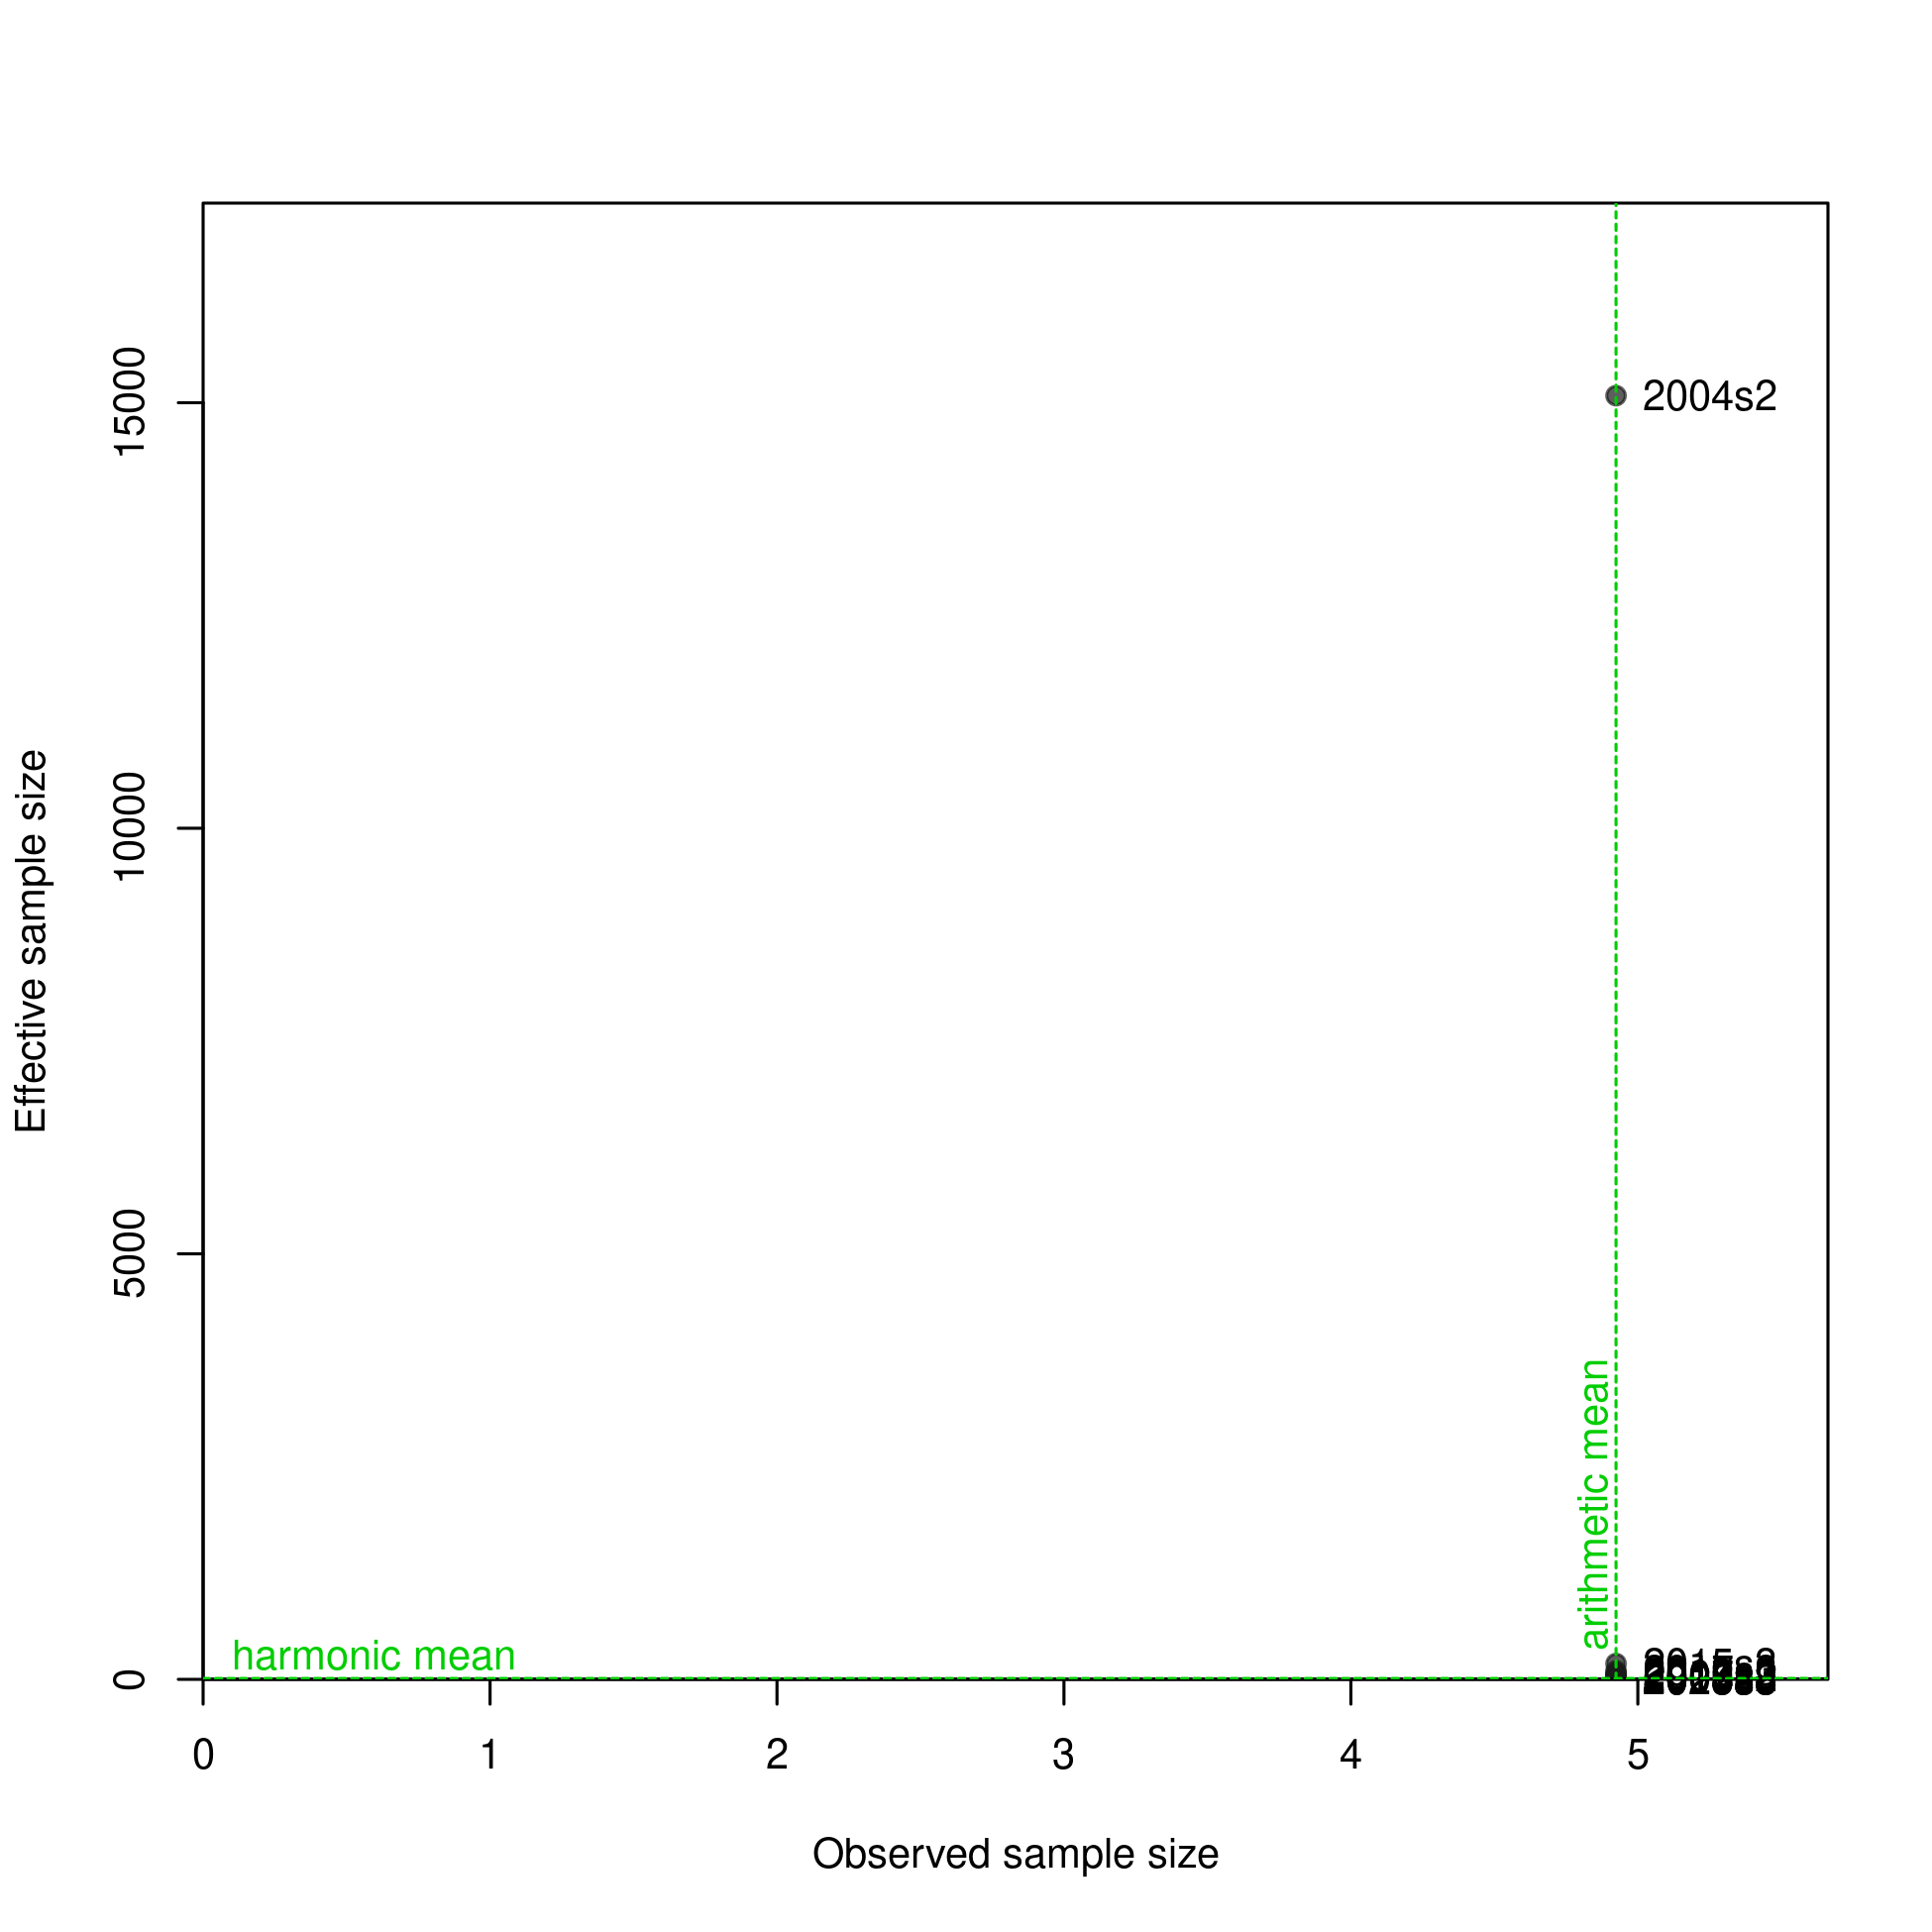 2004s2
15000
10000
5000
0
Effective sample size
arithmetic mean
harmonic mean
0 1 2 3 4 5
Observed sample size